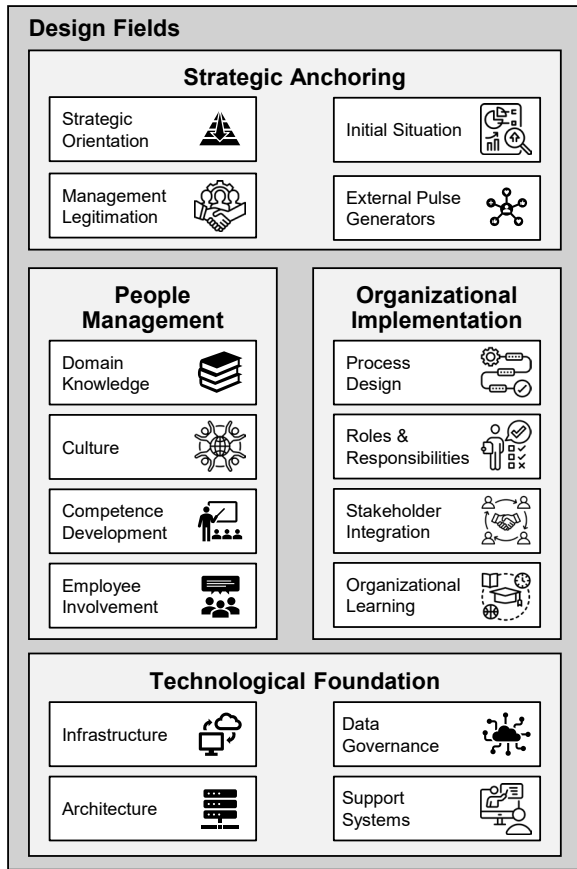 Design Fields
Strategic Anchoring
Strategic
Orientation
Initial Situation
Management
Legitimation
External Pulse
Generators
People
Management
Domain
Knowledge
Culture
Competence
Development
Employee
Involvement
Organizational
Implementation
Process
Design
Roles &
Responsibilities
Stakeholder
Integration
Organizational
Learning
Technological Foundation
Infrastructure
Data
Governance
Architecture
Support
Systems